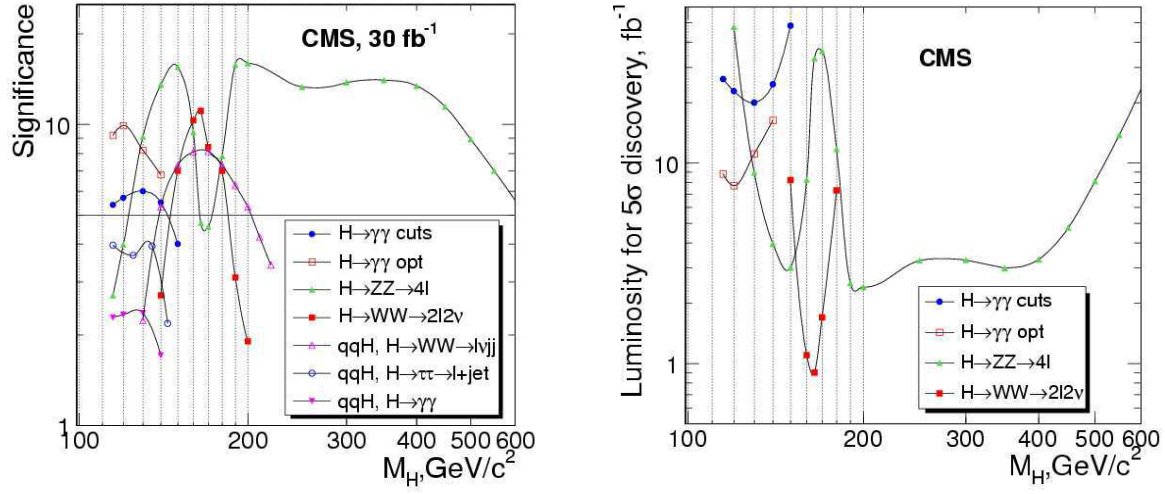 Significance
CMS, 30 fb⁻¹
10
1
H→γγ cuts
H→γγ opt
H→ZZ→4l
H→WW→2l2ν
qqH, H→WW→lνjj
qqH, H→ττ→l+jet
qqH, H→γγ
100 200 300 400 500 600
M_H,GeV/c²
Luminosity for 5σ discovery, fb⁻¹
CMS
10
1
H→γγ cuts
H→γγ opt
H→ZZ→4l
H→WW→2l2ν
100 200 300 400 500 600
M_H,GeV/c²